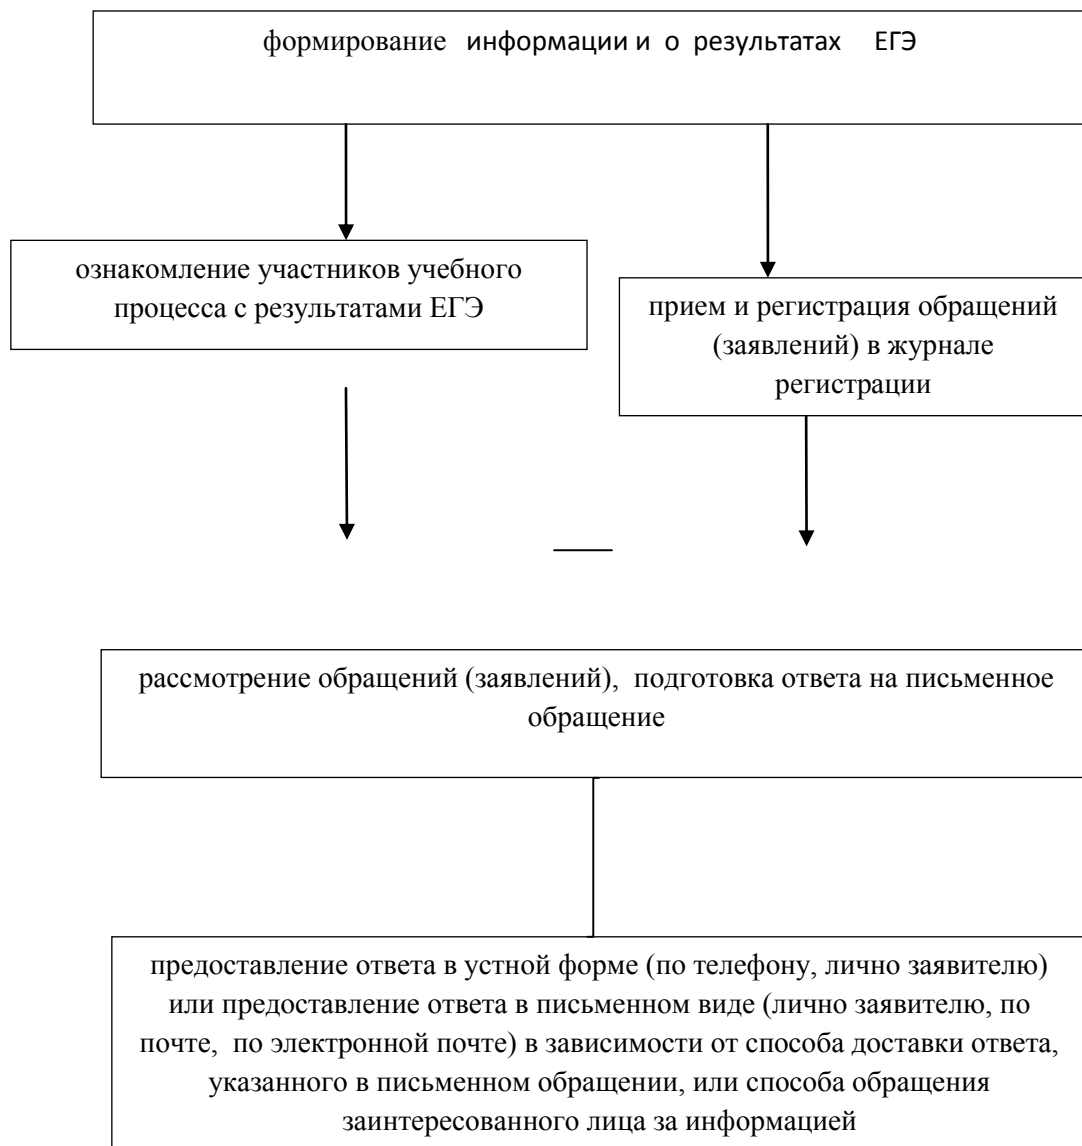 формирование информации и о результатах ЕГЭ
ознакомление участников учебного
процесса с результатами ЕГЭ
прием и регистрация обращений
(заявлений) в журнале
регистрации
рассмотрение обращений (заявлений), подготовка ответа на письменное
обращение
предоставление ответа в устной форме (по телефону, лично заявителю)
или предоставление ответа в письменном виде (лично заявителю, по
почте, по электронной почте) в зависимости от способа доставки ответа,
указанного в письменном обращении, или способа обращения
заинтересованного лица за информацией